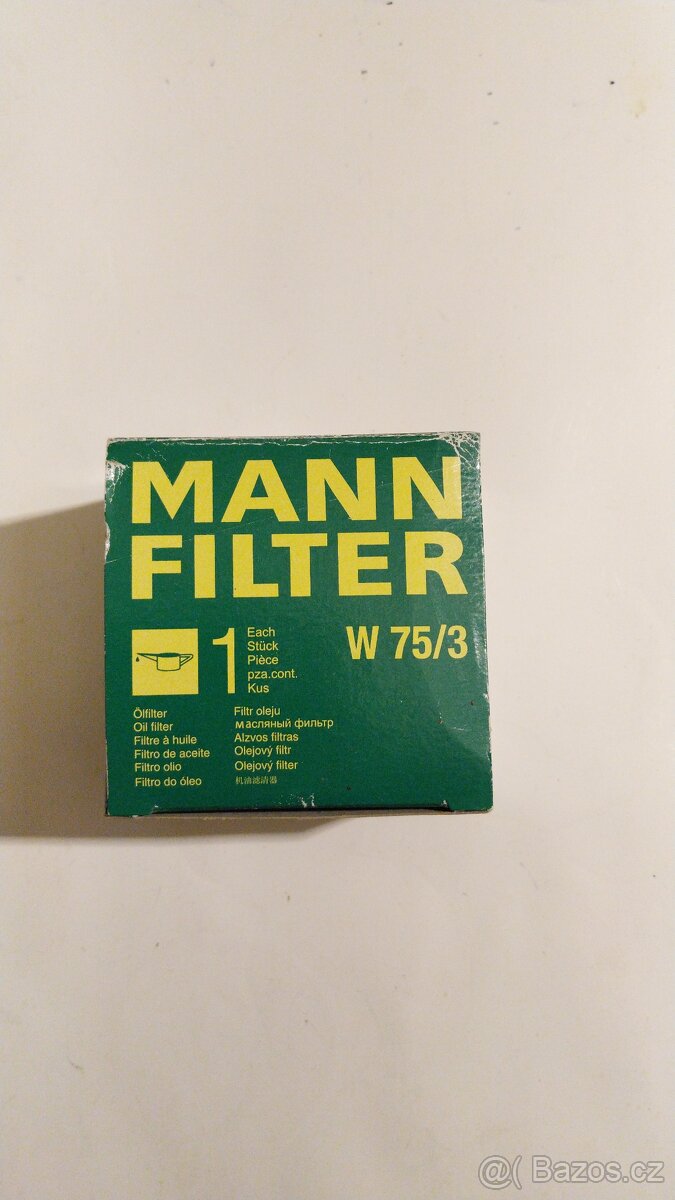 MANN
FILTER
1
Each
Stück
Pièce
pza.cont.
Kus
W 75/3
Ölfilter
Oil filter
Filtre à huile
Filtro de aceite
Filtro olio
Filtro do óleo
Filtr oleju
масляный фильтр
Alzvos filtras
Olejový filtr
Olejový filter
机油滤清器
@( Bazos.cz